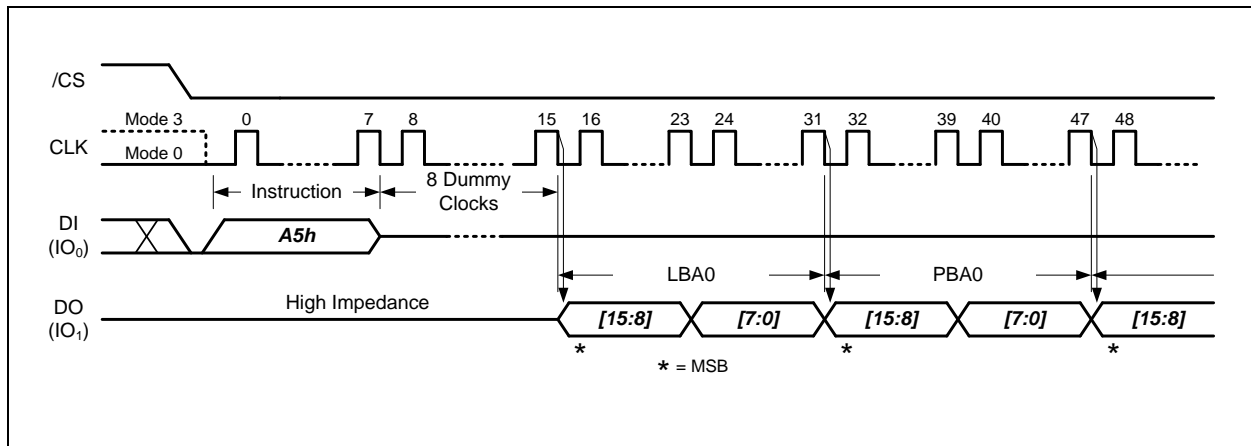 /CS
Mode 3
0 7 8 15 16 23 24 31 32 39 40 47 48
CLK
Mode 0
Instruction
8 Dummy
Clocks
DI
(IO0)
A5h
LBA0 PBA0
DO
(IO1)
High Impedance
[15:8] [7:0] [15:8] [7:0] [15:8]
* * *
* = MSB